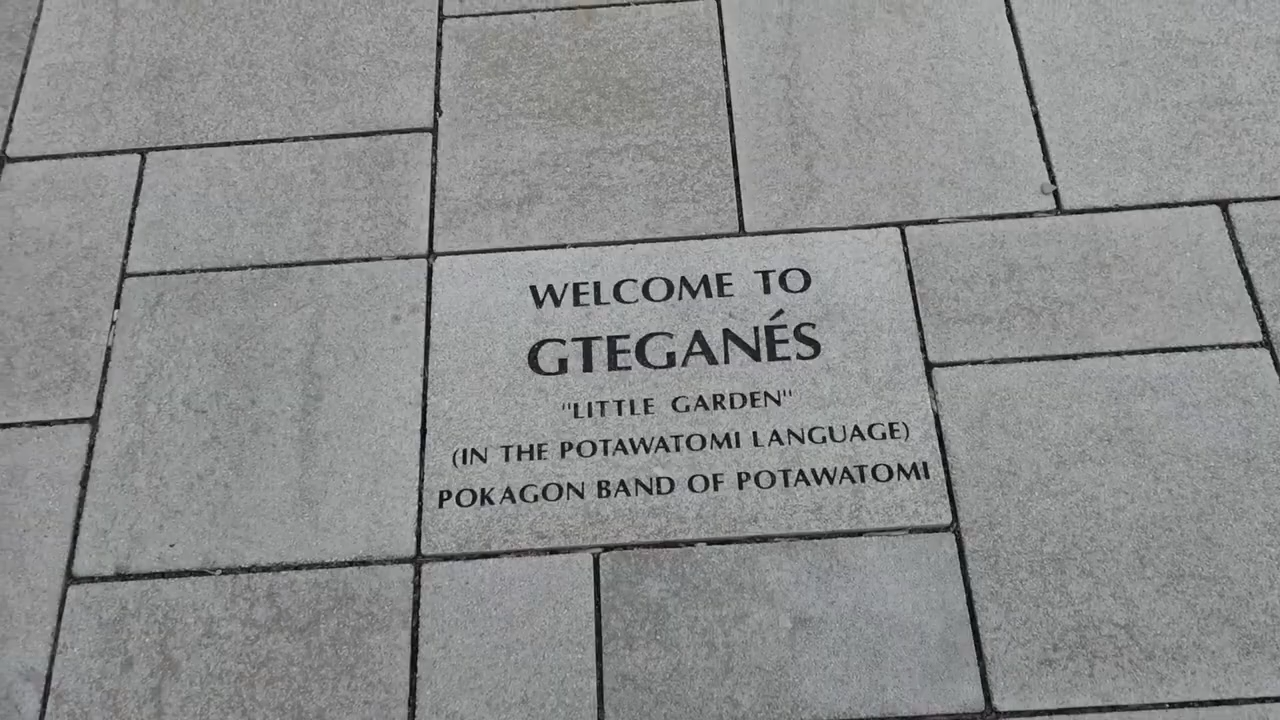 WELCOME TO
GTEGANÉS
"LITTLE GARDEN"
(IN THE POTAWATOMI LANGUAGE)
POKAGON BAND OF POTAWATOMI